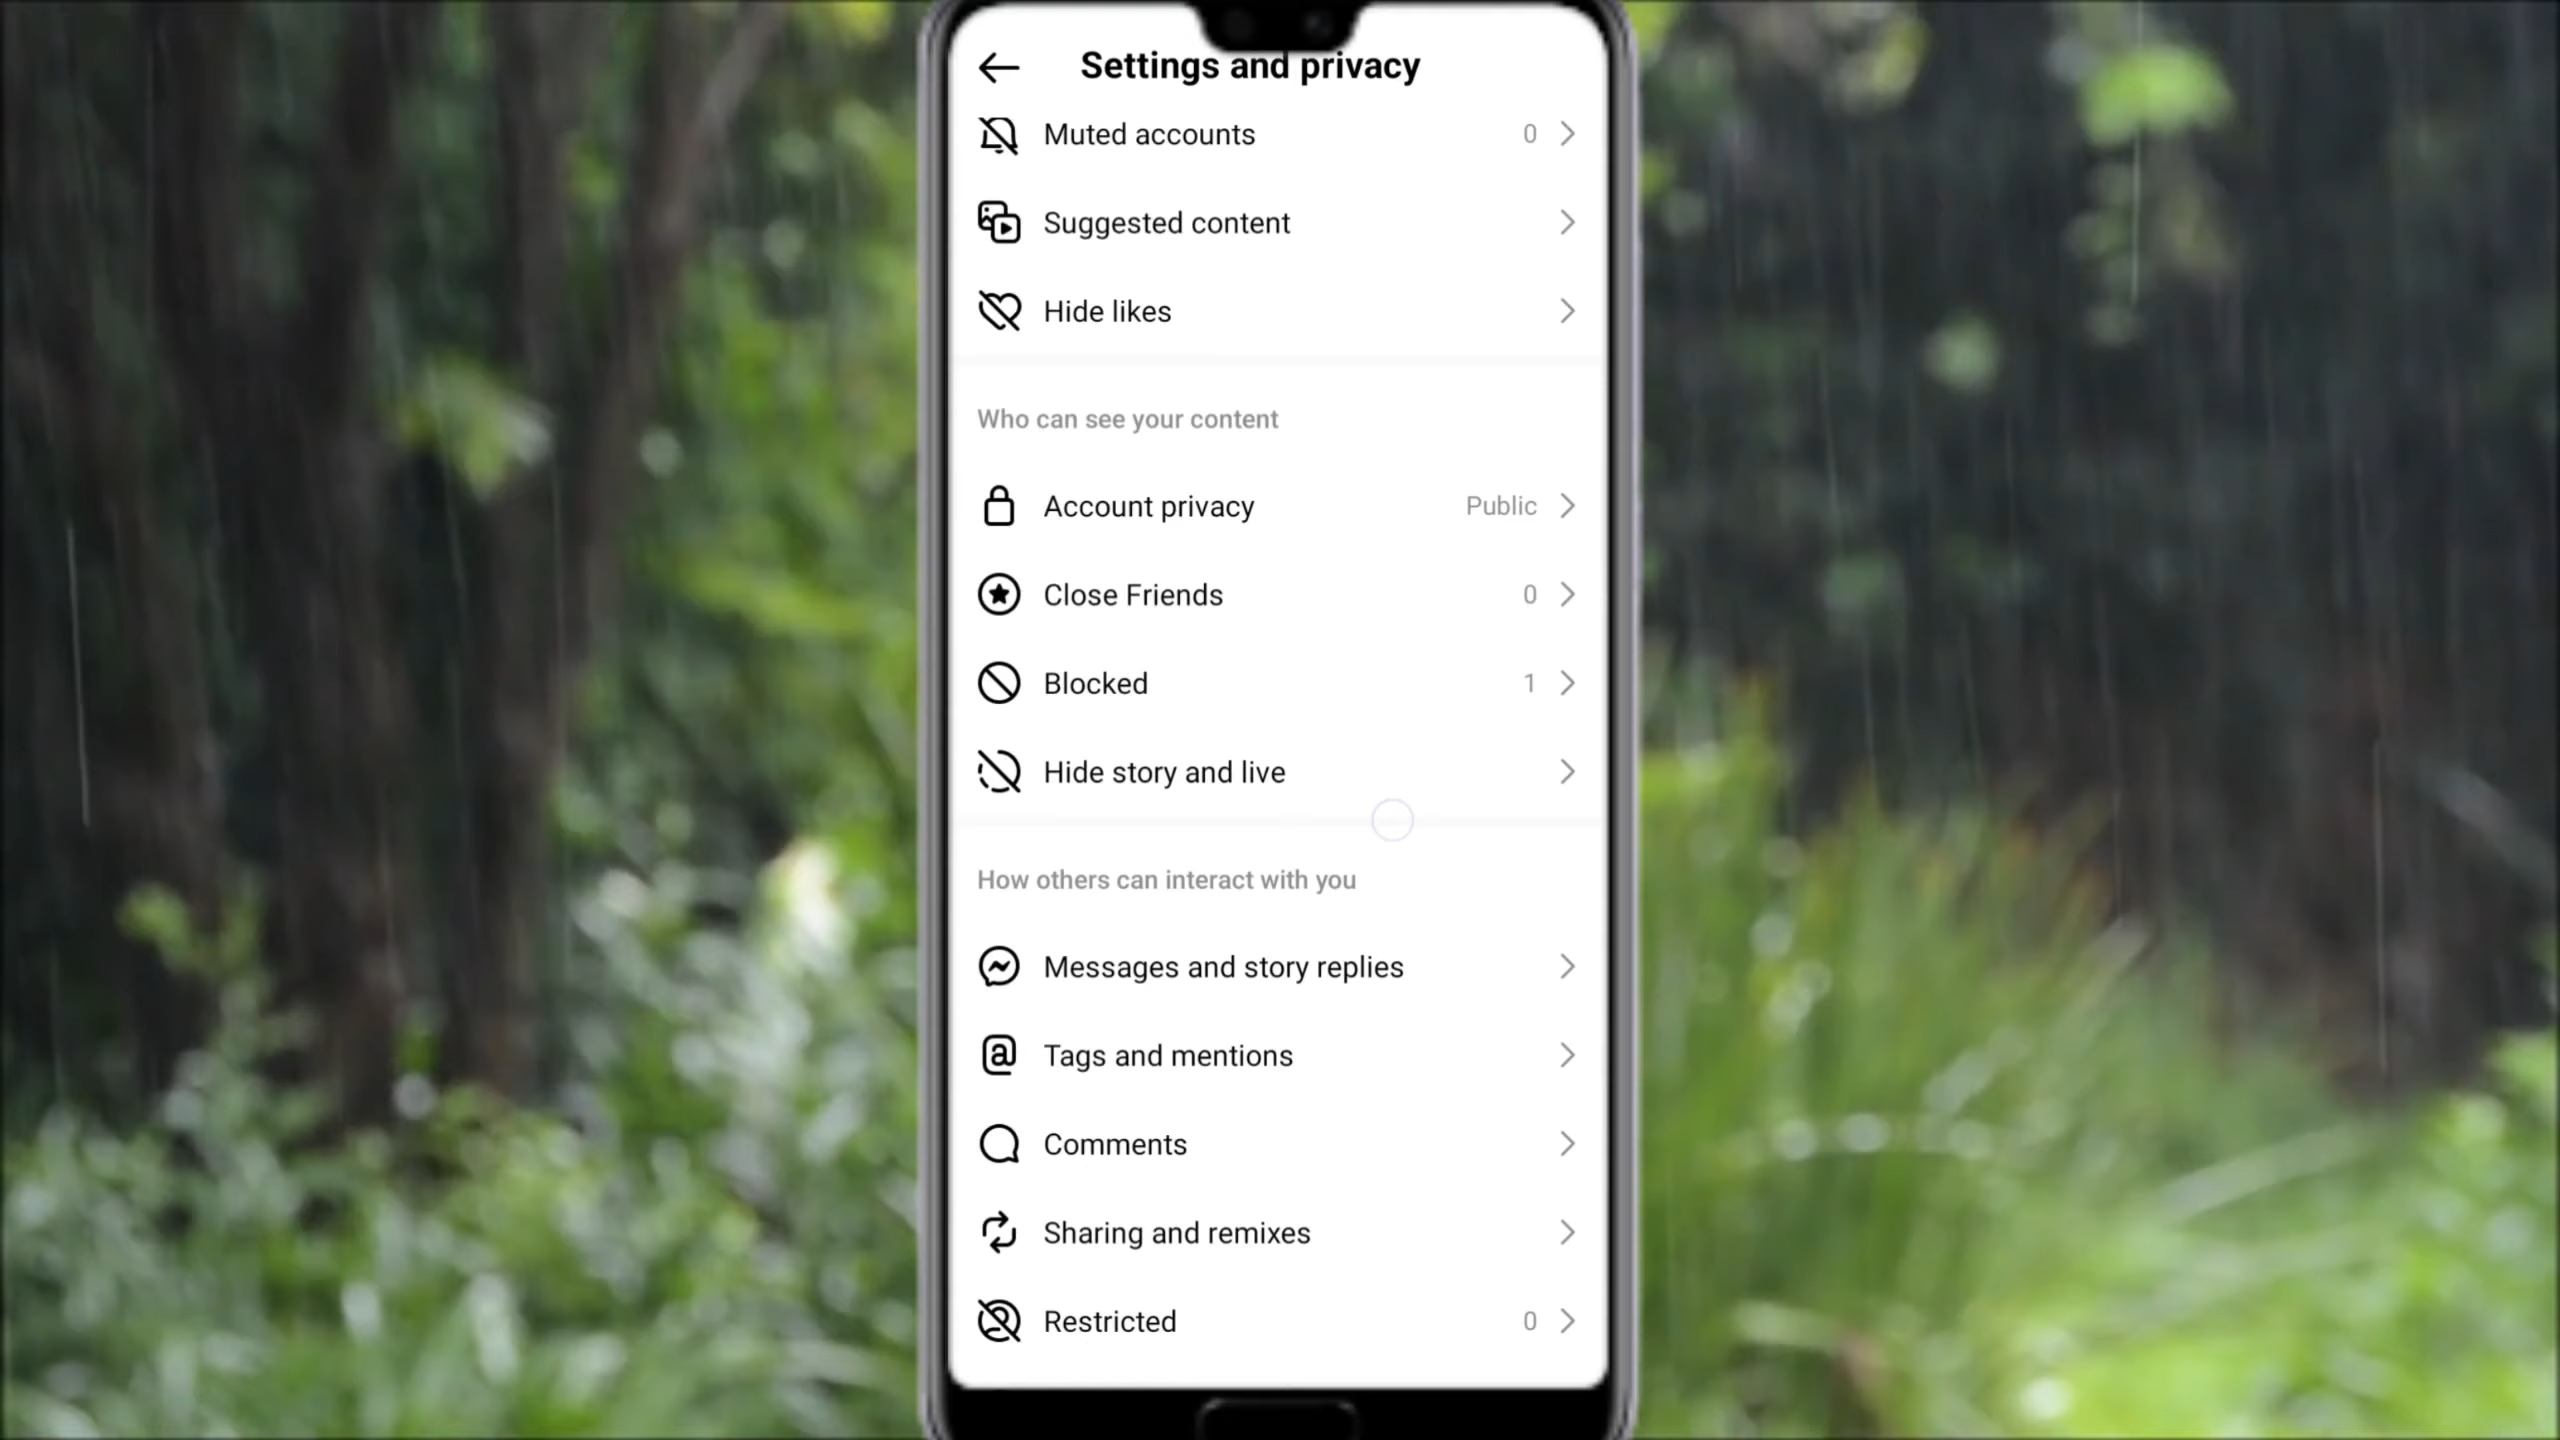 Settings and privacy
Muted accounts 0
Suggested content
Hide likes
Who can see your content
Account privacy Public
Close Friends 0
Blocked 1
Hide story and live
How others can interact with you
Messages and story replies
Tags and mentions
Comments
Sharing and remixes
Restricted 0